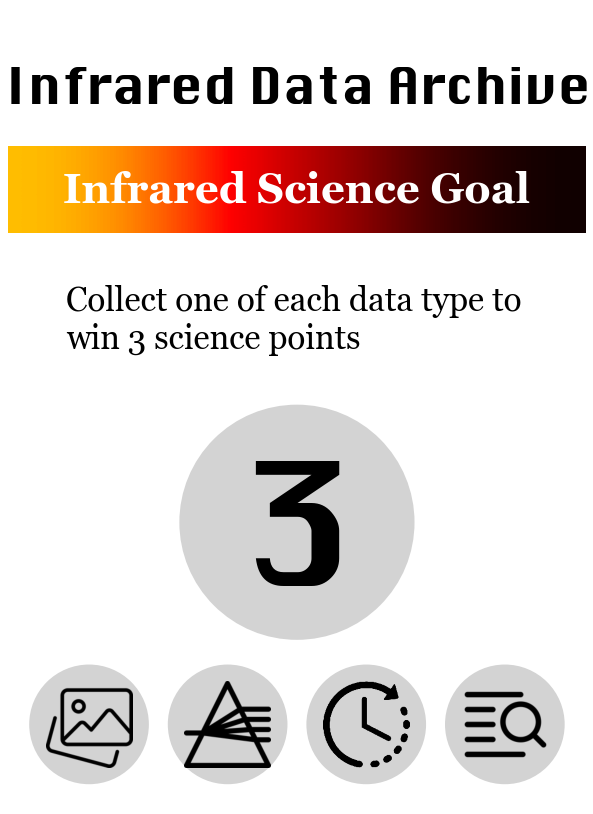 Infrared Data Archive
Infrared Science Goal
Collect one of each data type to
win 3 science points
3